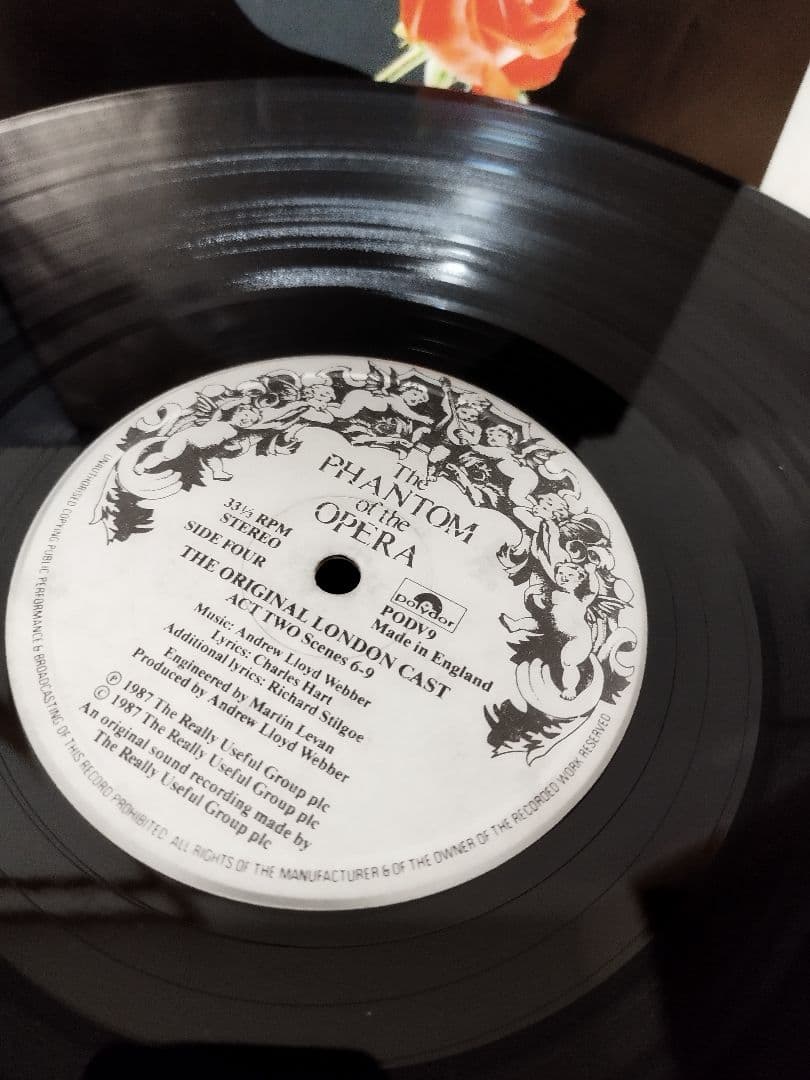 The
PHANTOM
of the
OPERA
33⅓ RPM
STEREO
SIDE FOUR
polydor
PODV9
Made in England
THE ORIGINAL LONDON CAST
ACT TWO Scenes 6-9
Music: Andrew Lloyd Webber
Lyrics: Charles Hart
Additional lyrics: Richard Stilgoe
Engineered by Martin Levan
Produced by Andrew Lloyd Webber
℗ 1987 The Really Useful Group plc
© 1987 The Really Useful Group plc
An original sound recording made by
The Really Useful Group plc
UNAUTHORISED COPYING PUBLIC PERFORMANCE & BROADCASTING OF THIS RECORD PROHIBITED. ALL RIGHTS OF THE MANUFACTURER & OF THE OWNER OF THE RECORDED WORK RESERVED